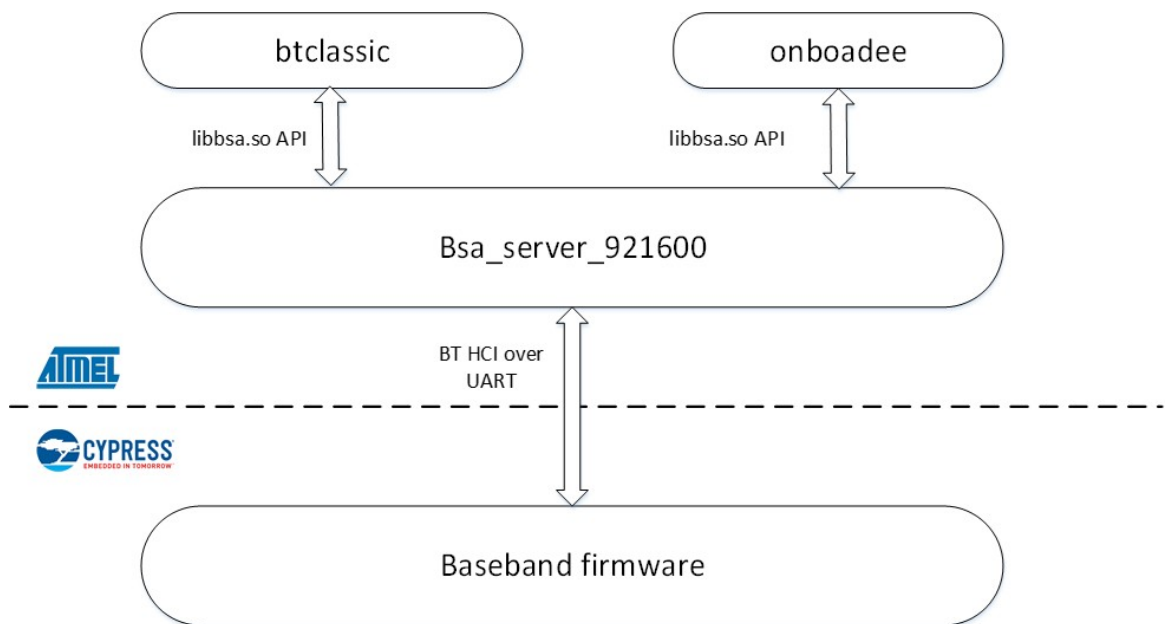 btclassic
onboadee
libbsa.so API
libbsa.so API
Bsa_server_921600
BT HCI over
UART
ATMEL
CYPRESS
EMBEDDED IN TOMORROW
Baseband firmware